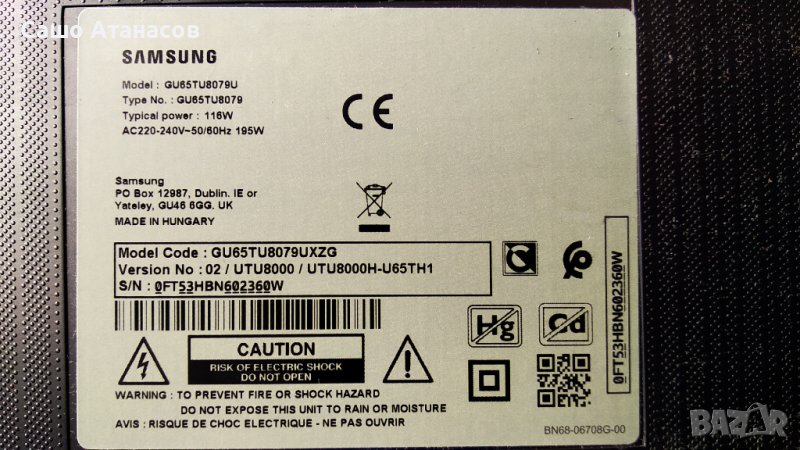 Сашо Атанасов
SAMSUNG
Model : GU65TU8079U
Type No. : GU65TU8079
Typical power : 116W
AC220-240V~50/60Hz 195W
CE
Samsung
PO Box 12987, Dublin. IE or
Yateley, GU46 6GG, UK
MADE IN HUNGARY
Model Code : GU65TU8079UXZG
Version No : 02 / UTU8000 / UTU8000H-U65TH1
S/N : 0FT53HBN602360W
0FT53HBN602360W
Hg
Cd
CAUTION
RISK OF ELECTRIC SHOCK
DO NOT OPEN
WARNING : TO PREVENT FIRE OR SHOCK HAZARD
DO NOT EXPOSE THIS UNIT TO RAIN OR MOISTURE
AVIS : RISQUE DE CHOC ELECTRIQUE - NE PAS OUVRIR
BN68-06708G-00
BAZAR